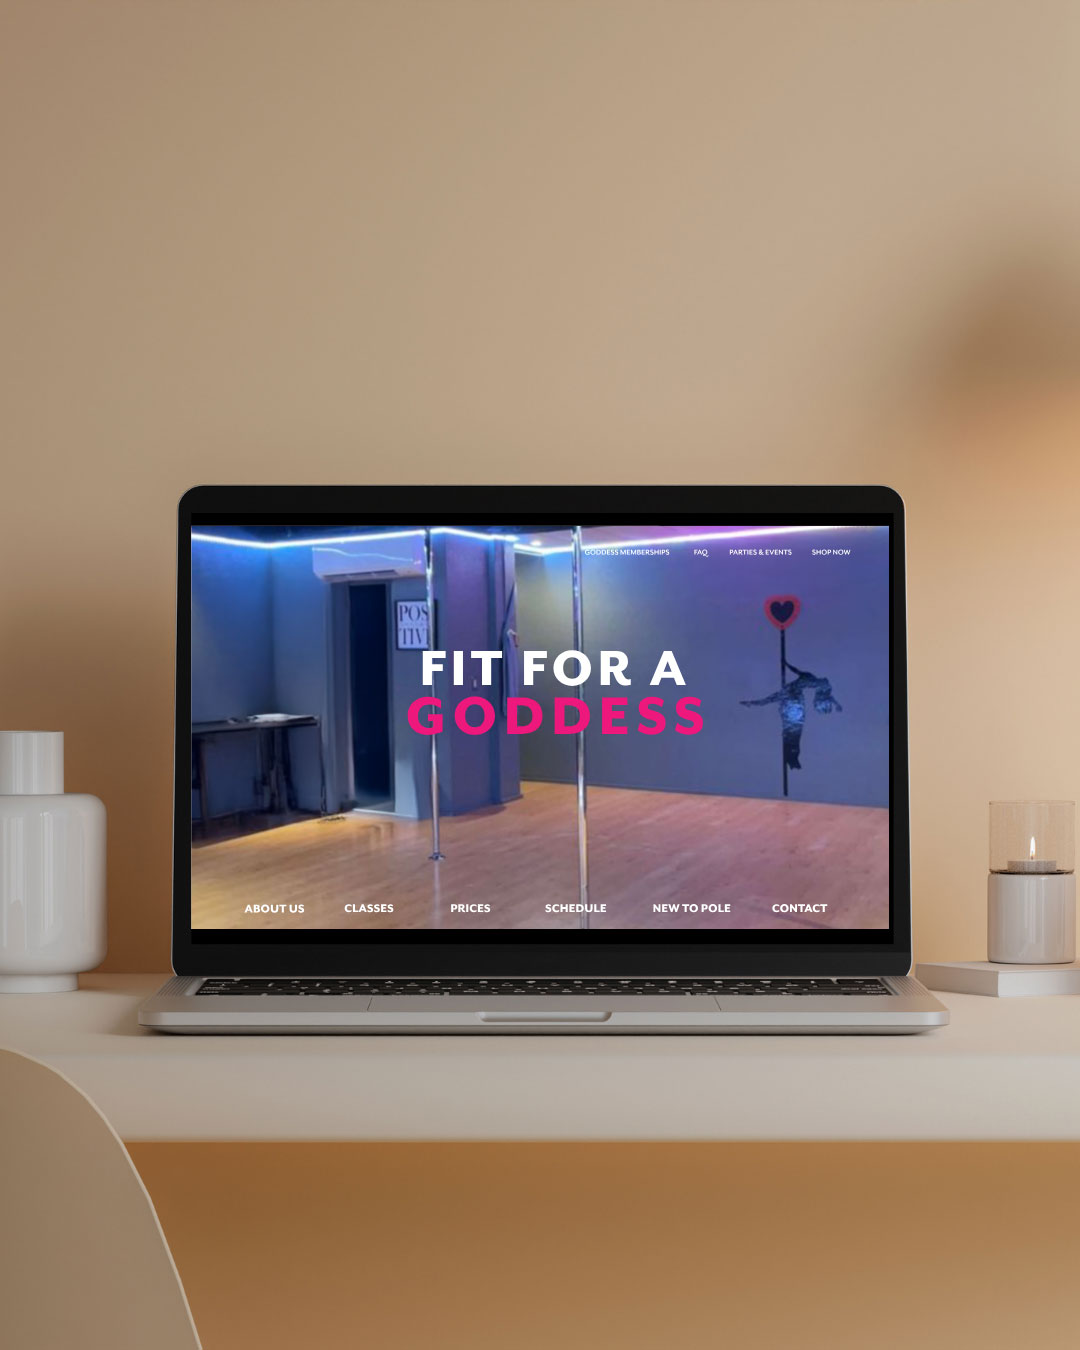 GODDESS MEMBERSHIPS FAQ PARTIES & EVENTS SHOP NOW
POS
TIVI
FIT FOR A
GODDESS
ABOUT US CLASSES PRICES SCHEDULE NEW TO POLE CONTACT